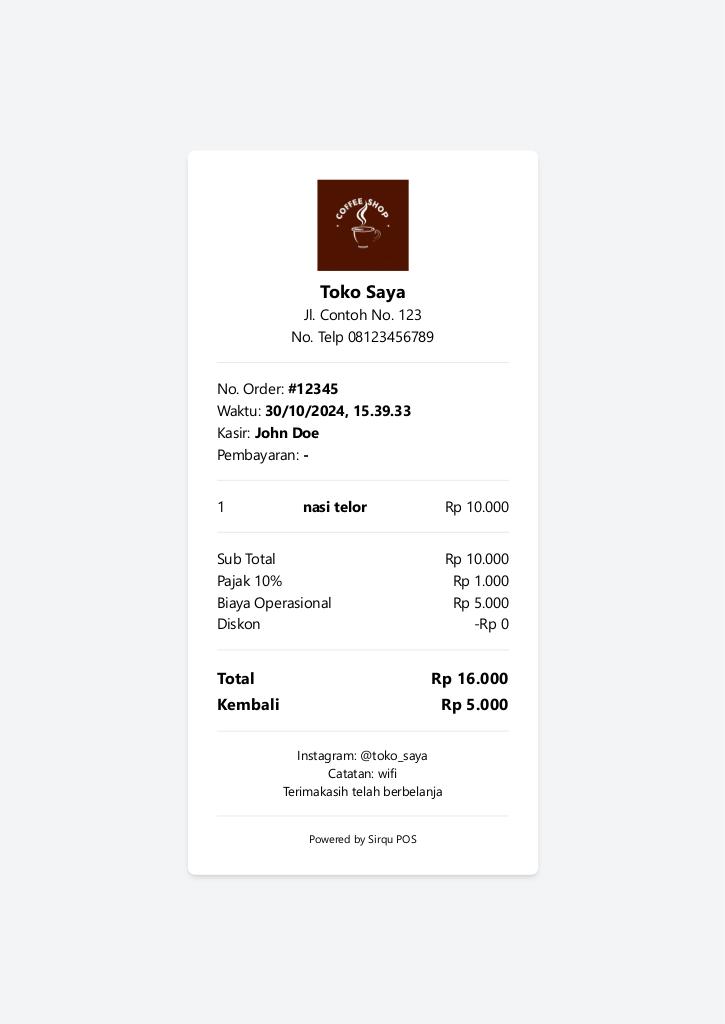 COFFEE SHOP
Toko Saya
Jl. Contoh No. 123
No. Telp 08123456789
No. Order: #12345
Waktu: 30/10/2024, 15.39.33
Kasir: John Doe
Pembayaran: -
1 nasi telor Rp 10.000
Sub Total Rp 10.000
Pajak 10% Rp 1.000
Biaya Operasional Rp 5.000
Diskon -Rp 0
Total Rp 16.000
Kembali Rp 5.000
Instagram: @toko_saya
Catatan: wifi
Terimakasih telah berbelanja
Powered by Sirqu POS